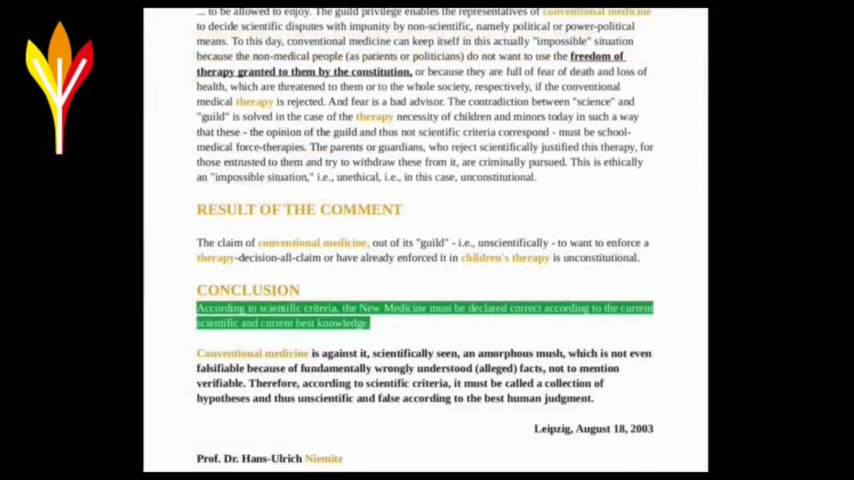 ... to be allowed to enjoy. The guild privilege enables the representatives of conventional medicine
to decide scientific disputes with impunity by non-scientific, namely political or power-political
means. To this day, conventional medicine can keep itself in this actually "impossible" situation
because the non-medical people (as patients or politicians) do not want to use the freedom of
therapy granted to them by the constitution, or because they are full of fear of death and loss of
health, which are threatened to them or to the whole society, respectively, if the conventional
medical therapy is rejected. And fear is a bad advisor. The contradiction between "science" and
"guild" is solved in the case of the therapy necessity of children and minors today in such a way
that these - the opinion of the guild and thus not scientific criteria correspond - must be school-
medical force-therapies. The parents or guardians, who reject scientifically justified this therapy, for
those entrusted to them and try to withdraw these from it, are criminally pursued. This is ethically
an "impossible situation," i.e., unethical, i.e., in this case, unconstitutional.
RESULT OF THE COMMENT
The claim of conventional medicine, out of its "guild" - i.e., unscientifically - to want to enforce a
therapy-decision-all-claim or have already enforced it in children's therapy is unconstitutional.
CONCLUSION
According to scientific criteria, the New Medicine must be declared correct according to the current
scientific and current best knowledge.
Conventional medicine is against it, scientifically seen, an amorphous mush, which is not even
falsifiable because of fundamentally wrongly understood (alleged) facts, not to mention
verifiable. Therefore, according to scientific criteria, it must be called a collection of
hypotheses and thus unscientific and false according to the best human judgment.
Leipzig, August 18, 2003
Prof. Dr. Hans-Ulrich Niemitz